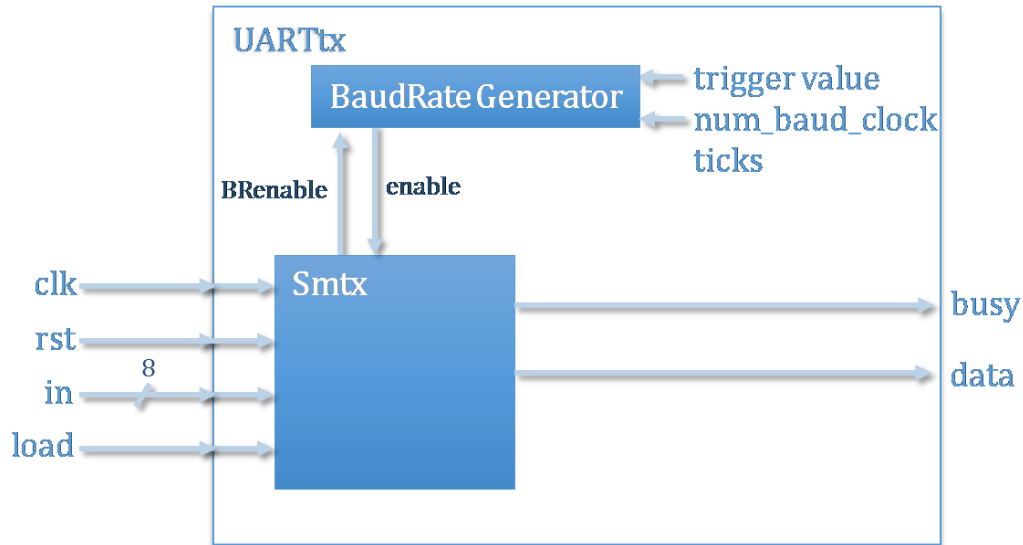 UARTtx
BaudRate Generator
trigger value
num_baud_clock
ticks
BRenable
enable
Smtx
clk
rst
8
in
load
busy
data